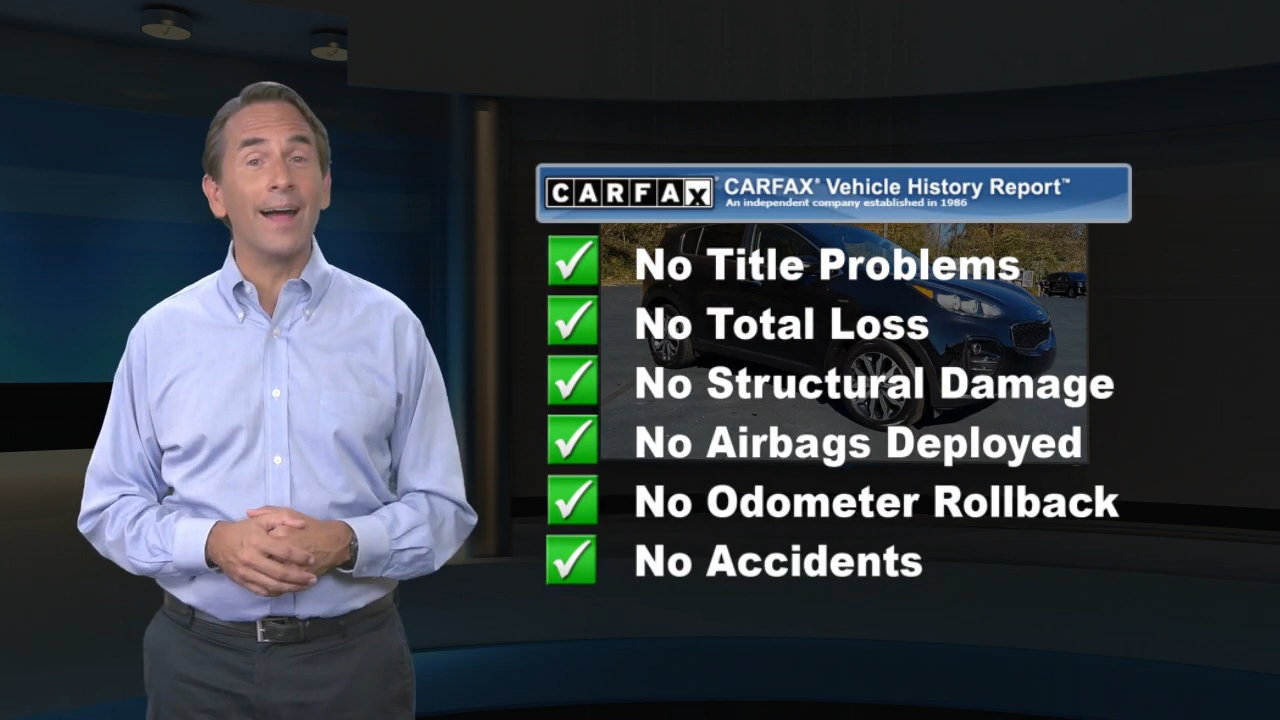 CARFAX® CARFAX® Vehicle History Report™
An independent company established in 1986
No Title Problems
No Total Loss
No Structural Damage
No Airbags Deployed
No Odometer Rollback
No Accidents